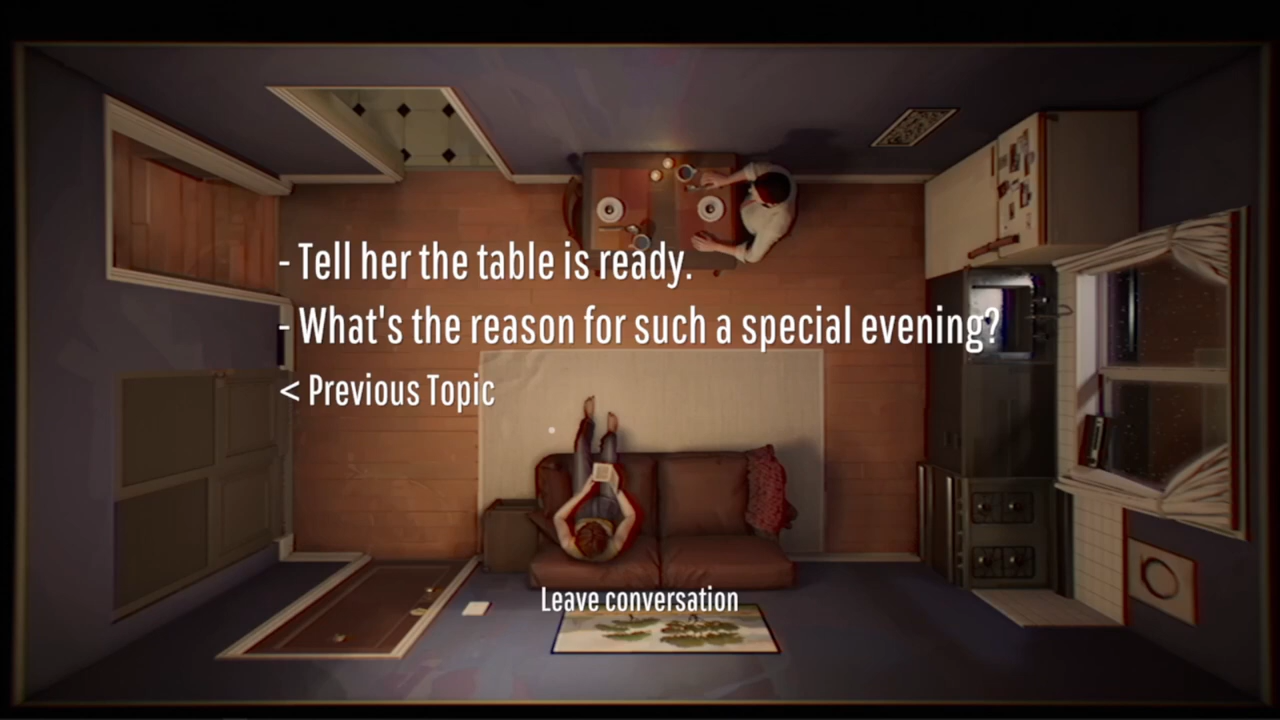 - Tell her the table is ready.
- What's the reason for such a special evening?
< Previous Topic
Leave conversation